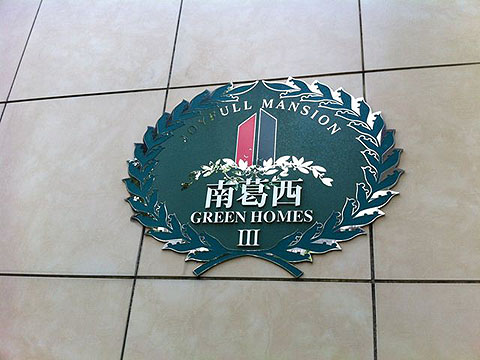 JOYFULL MANSION
南葛西
GREEN HOMES
III